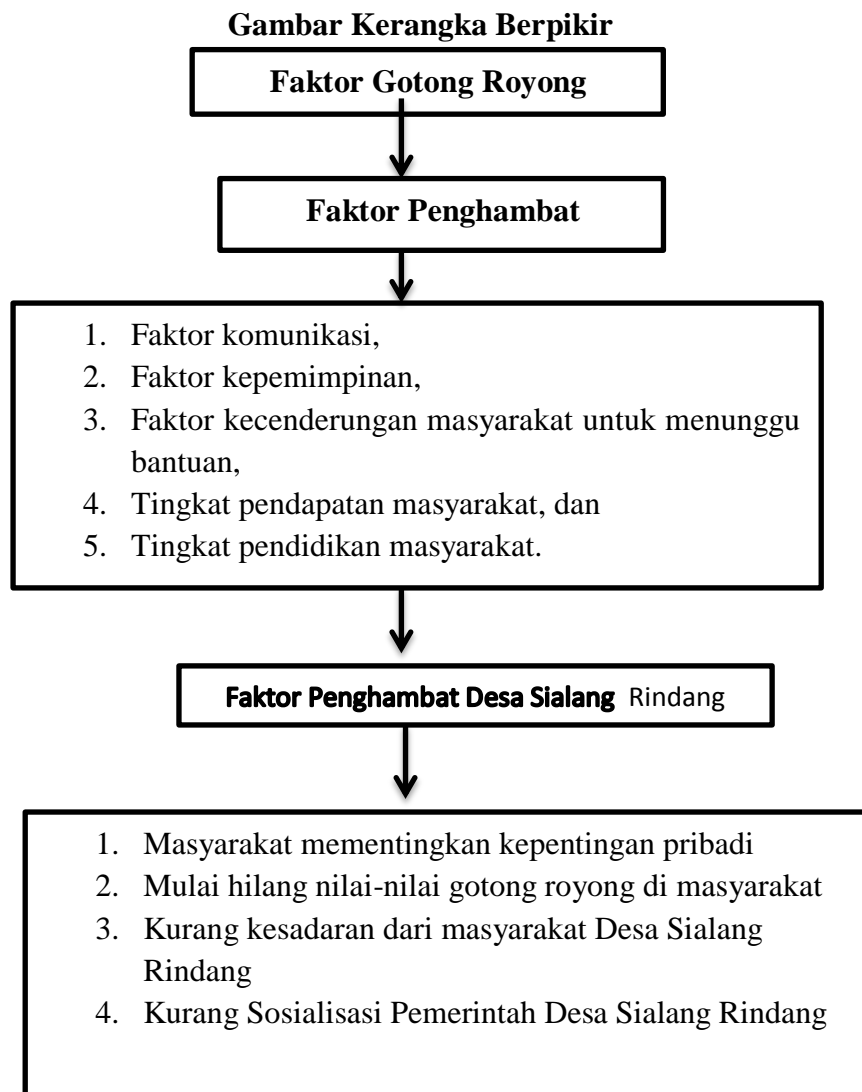 Gambar Kerangka Berpikir
Faktor Gotong Royong
Faktor Penghambat
1. Faktor komunikasi,
2. Faktor kepemimpinan,
3. Faktor kecenderungan masyarakat untuk menunggu
bantuan,
4. Tingkat pendapatan masyarakat, dan
5. Tingkat pendidikan masyarakat.
Faktor Penghambat Desa Sialang Rindang
1. Masyarakat mementingkan kepentingan pribadi
2. Mulai hilang nilai-nilai gotong royong di masyarakat
3. Kurang kesadaran dari masyarakat Desa Sialang
Rindang
4. Kurang Sosialisasi Pemerintah Desa Sialang Rindang